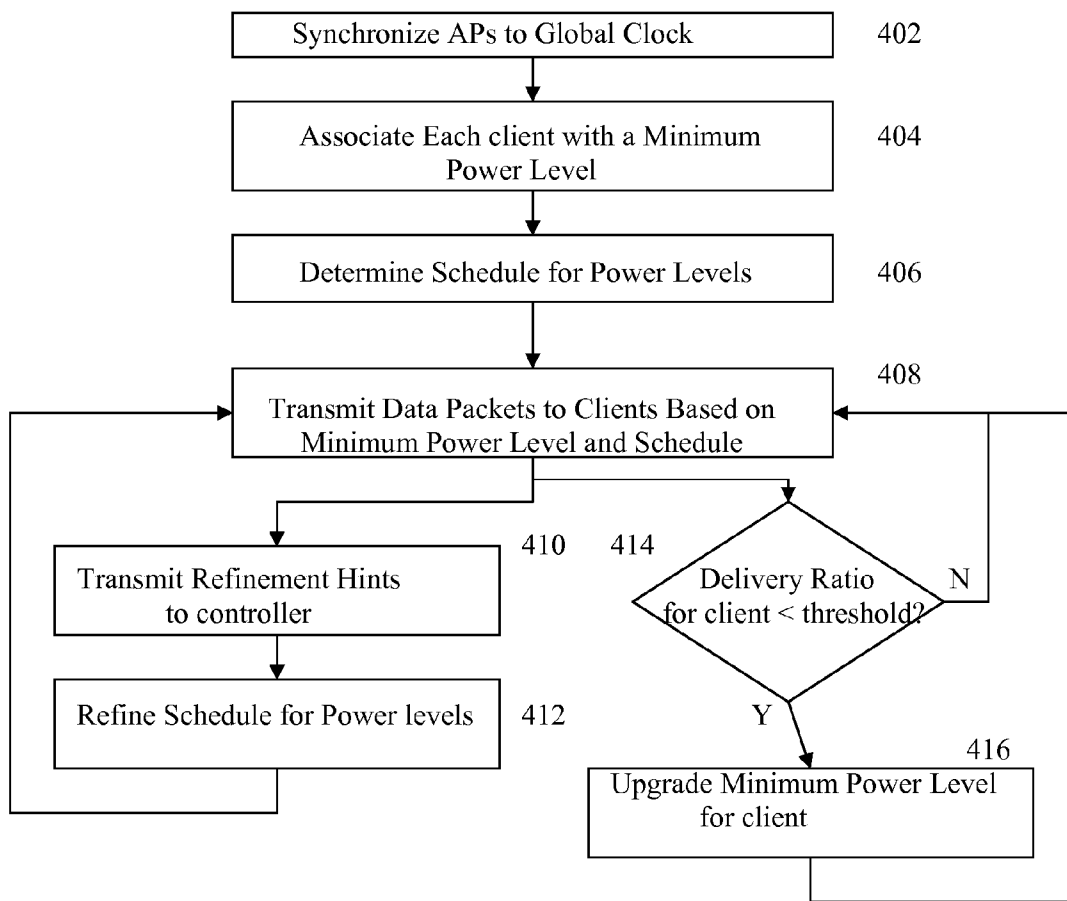 Synchronize APs to Global Clock
402
Associate Each client with a Minimum
Power Level
404
Determine Schedule for Power Levels
406
408
Transmit Data Packets to Clients Based on
Minimum Power Level and Schedule
410
Transmit Refinement Hints
to controller
414
Delivery Ratio
for client < threshold?
N
Refine Schedule for Power levels
412
Y
416
Upgrade Minimum Power Level
for client